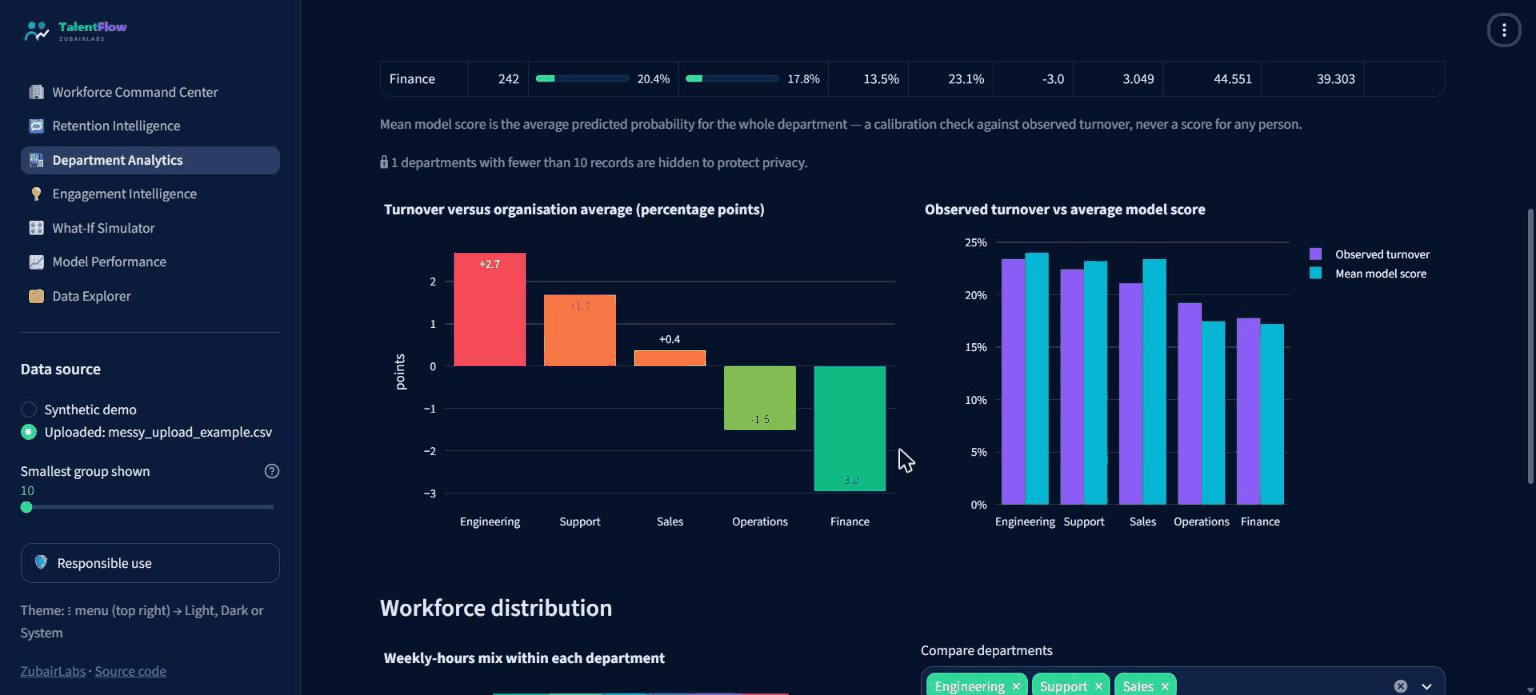 TalentFlow
ZUBAIRLABS
Workforce Command Center
Retention Intelligence
Department Analytics
Engagement Intelligence
What-If Simulator
Model Performance
Data Explorer
Data source
Synthetic demo
Uploaded: messy_upload_example.csv
Smallest group shown
10
Responsible use
Theme: ⋮ menu (top right) → Light, Dark or
System
ZubairLabs · Source code
Finance 242 20.4% 17.8% 13.5% 23.1% -3.0 3.049 44.551 39.303
Mean model score is the average predicted probability for the whole department — a calibration check against observed turnover, never a score for any person.
1 departments with fewer than 10 records are hidden to protect privacy.
Turnover versus organisation average (percentage points)
points
2
1
0
−1
−2
−3
+2.7
+1.7
+0.4
-1.5
Engineering Support Sales Operations Finance
Observed turnover vs average model score
25%
20%
15%
10%
5%
0%
Engineering Support Sales Operations Finance
Observed turnover
Mean model score
Workforce distribution
Weekly-hours mix within each department
Compare departments
Engineering × Support × Sales ×